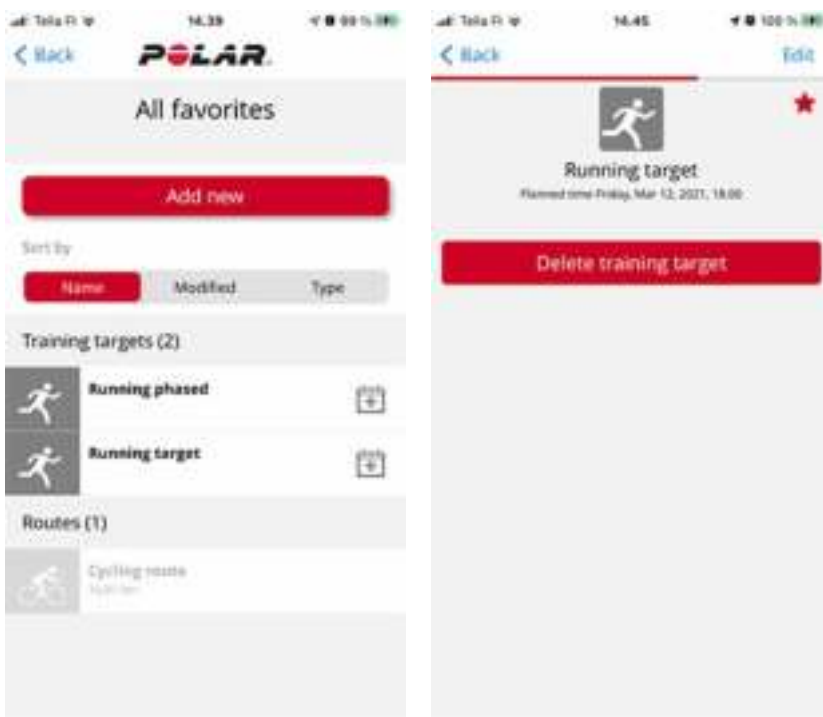 Telia FI 14.39 99 %
Back POLAR
All favorites
Add new
Sort by
Name Modified Type
Training targets (2)
Running phased
Running target
Routes (1)
Cycling route
Telia FI 14.45 100 %
Back Edit
Running target
Planned time Friday, Mar 12, 2021, 18.00
Delete training target